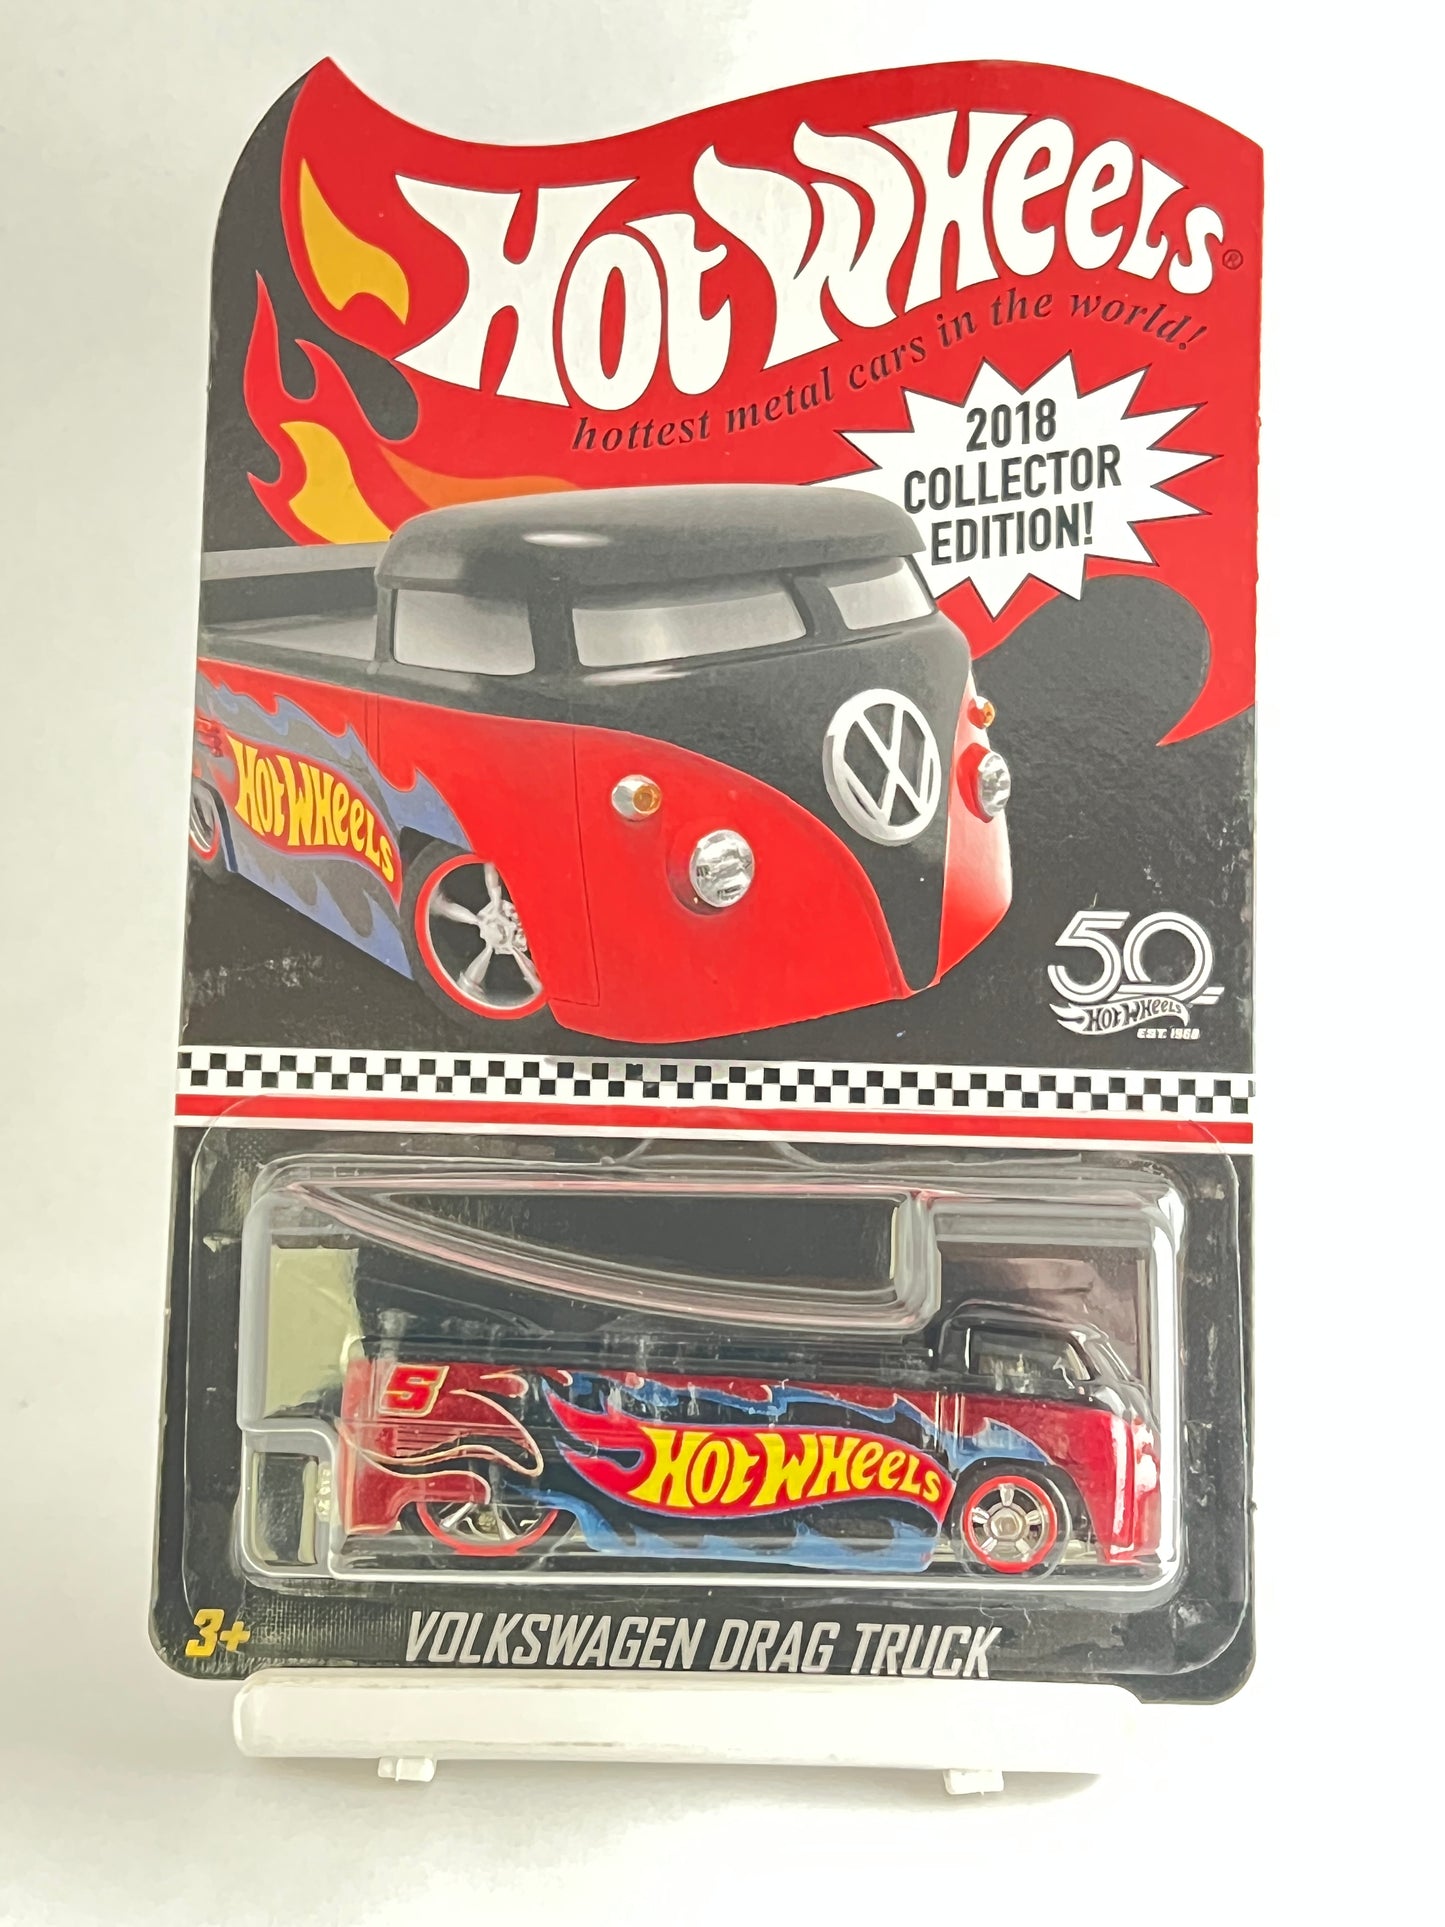 Hot Wheels®
hottest metal cars in the world!
2018
COLLECTOR
EDITION!
HOT WHEELS
50
HOT WHEELS
EST. 1968
5
HOT WHEELS
3+
VOLKSWAGEN DRAG TRUCK